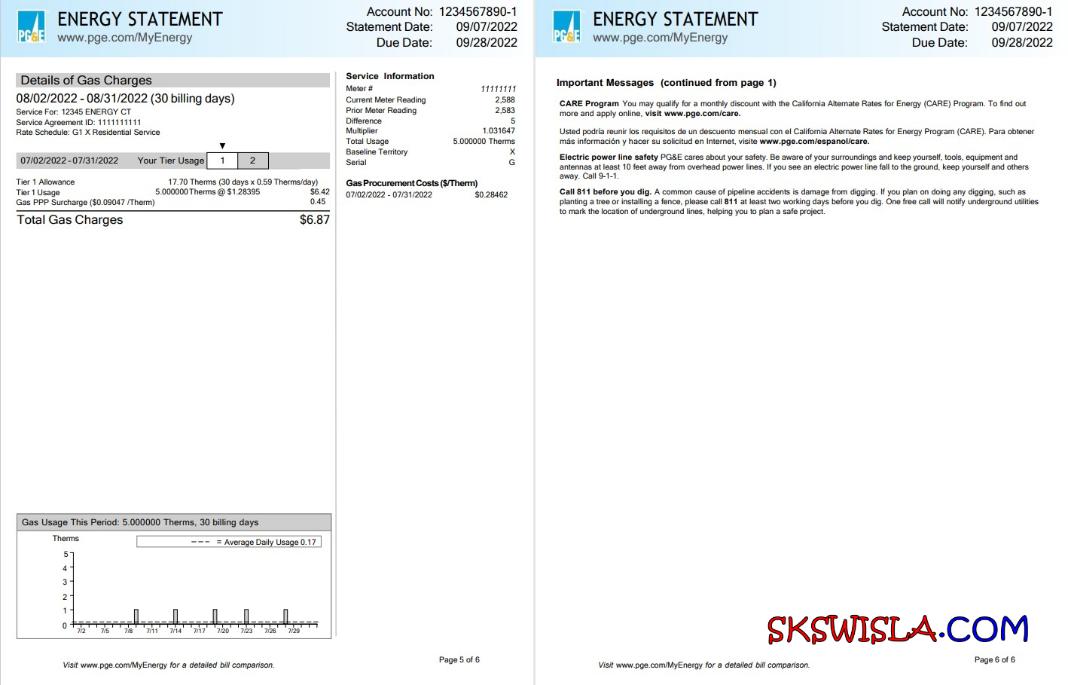 PG&E
ENERGY STATEMENT
www.pge.com/MyEnergy
Account No: 1234567890-1
Statement Date: 09/07/2022
Due Date: 09/28/2022
Details of Gas Charges
08/02/2022 - 08/31/2022 (30 billing days)
Service For: 12345 ENERGY CT
Service Agreement ID: 1111111111
Rate Schedule: G1 X Residential Service
07/02/2022 - 07/31/2022 Your Tier Usage 1 2
Tier 1 Allowance 17.70 Therms (30 days x 0.59 Therms/day)
Tier 1 Usage 5.000000 Therms @ $1.28395 $6.42
Gas PPP Surcharge ($0.09047 /Therm) 0.45
Total Gas Charges $6.87
Service Information
Meter # 11111111
Current Meter Reading 2,588
Prior Meter Reading 2,583
Difference 5
Multiplier 1.031647
Total Usage 5.000000 Therms
Baseline Territory X
Serial G
Gas Procurement Costs ($/Therm)
07/02/2022 - 07/31/2022 $0.28462
Gas Usage This Period: 5.000000 Therms, 30 billing days
Therms
--- = Average Daily Usage 0.17
5
4
3
2
1
0
7/2 7/5 7/8 7/11 7/14 7/17 7/20 7/23 7/26 7/29
Visit www.pge.com/MyEnergy for a detailed bill comparison.
Page 5 of 6
PG&E
ENERGY STATEMENT
www.pge.com/MyEnergy
Account No: 1234567890-1
Statement Date: 09/07/2022
Due Date: 09/28/2022
Important Messages (continued from page 1)
CARE Program You may qualify for a monthly discount with the California Alternate Rates for Energy (CARE) Program. To find out
more and apply online, visit www.pge.com/care.
Usted podría reunir los requisitos de un descuento mensual con el California Alternate Rates for Energy Program (CARE). Para obtener
más información y hacer su solicitud en Internet, visite www.pge.com/espanol/care.
Electric power line safety PG&E cares about your safety. Be aware of your surroundings and keep yourself, tools, equipment and
antennas at least 10 feet away from overhead power lines. If you see an electric power line fall to the ground, keep yourself and others
away. Call 9-1-1.
Call 811 before you dig. A common cause of pipeline accidents is damage from digging. If you plan on doing any digging, such as
planting a tree or installing a fence, please call 811 at least two working days before you dig. One free call will notify underground utilities
to mark the location of underground lines, helping you to plan a safe project.
SKSWISLA.COM
Visit www.pge.com/MyEnergy for a detailed bill comparison.
Page 6 of 6